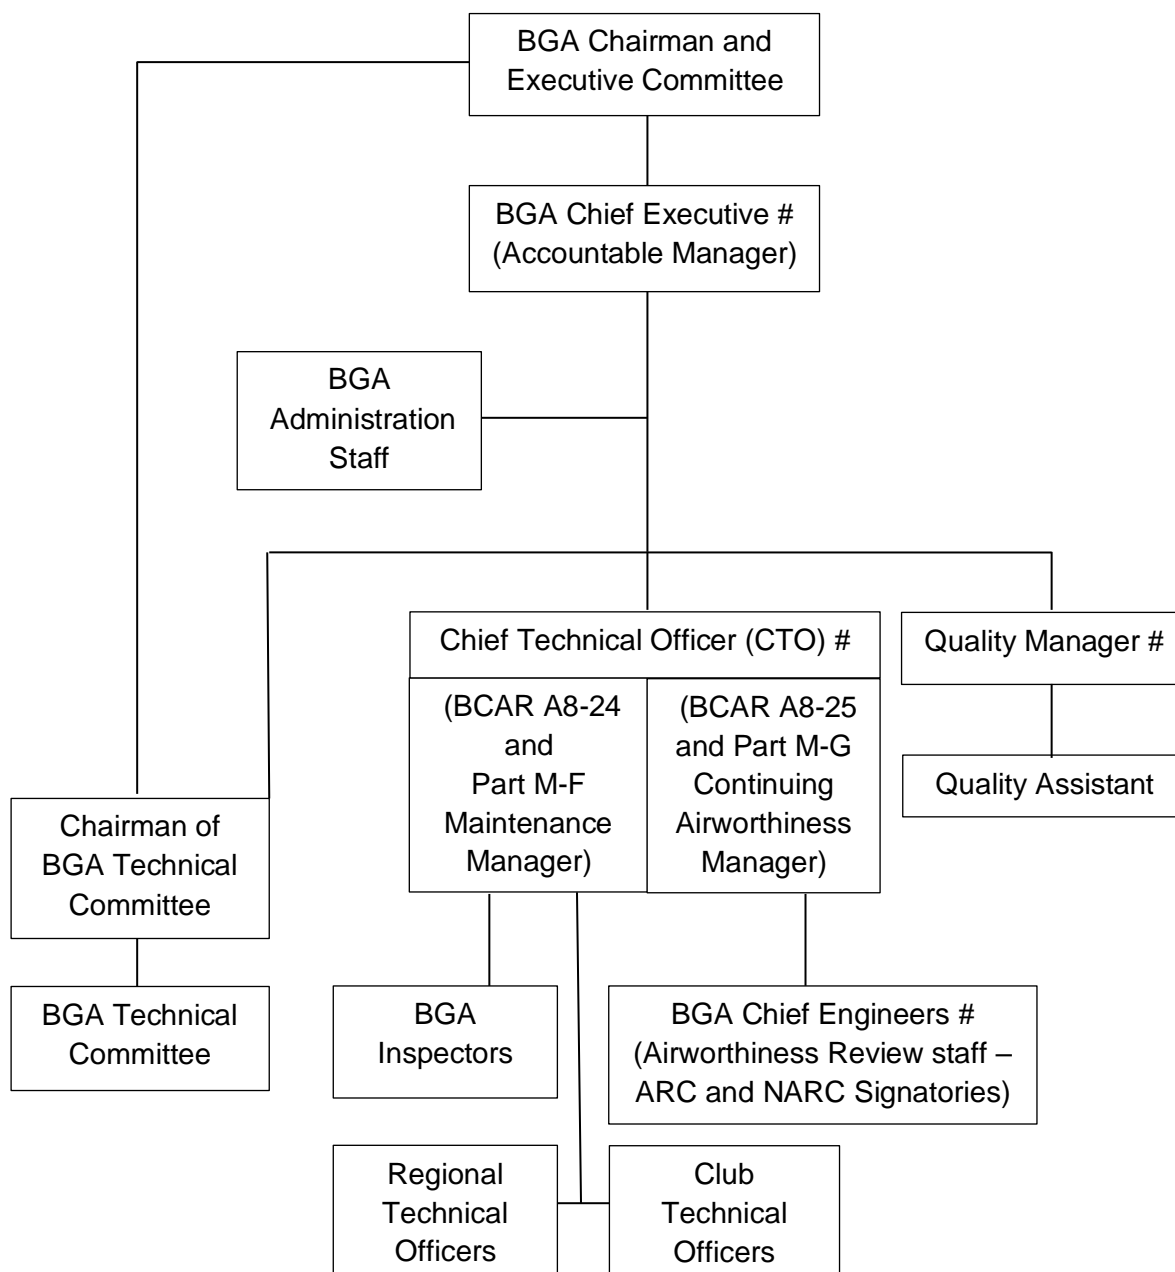 BGA Chairman and
Executive Committee
BGA Chief Executive #
(Accountable Manager)
BGA
Administration
Staff
Chief Technical Officer (CTO) #
(BCAR A8-24
and
Part M-F
Maintenance
Manager)
(BCAR A8-25
and Part M-G
Continuing
Airworthiness
Manager)
Quality Manager #
Quality Assistant
Chairman of
BGA Technical
Committee
BGA Technical
Committee
BGA
Inspectors
BGA Chief Engineers #
(Airworthiness Review staff –
ARC and NARC Signatories)
Regional
Technical
Officers
Club
Technical
Officers